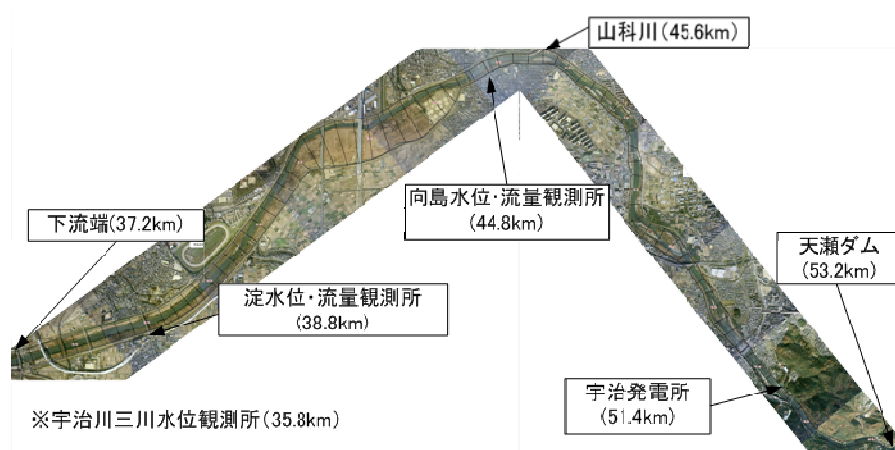 山科川(45.6km)
向島水位・流量観測所
(44.8km)
下流端(37.2km)
天瀬ダム
(53.2km)
淀水位・流量観測所
(38.8km)
宇治発電所
(51.4km)
※宇治川三川水位観測所(35.8km)